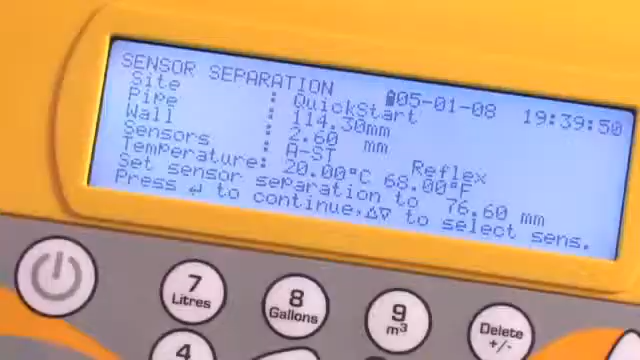 SENSOR SEPARATION 05-01-08 19:39:50
Site : QuickStart
Pipe : 114.30mm
Wall : 2.60 mm
Sensors : A-ST Reflex
Temperature: 20.00°C 68.00°F
Set sensor separation to 76.60 mm
Press ↵ to continue,△▽ to select sens.
7 Litres
8 Gallons
9 m³
Delete +/-
4